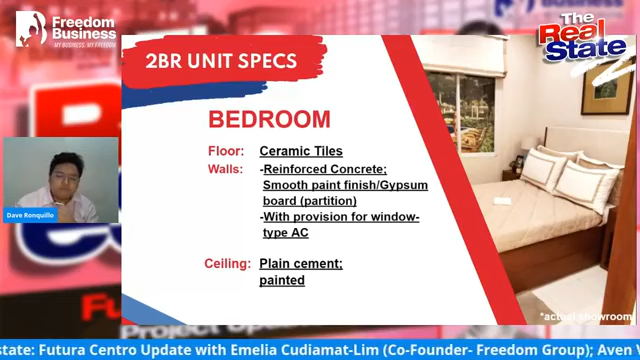 Freedom
Business
MY BUSINESS, MY FREEDOM
The
Real
State
2BR UNIT SPECS
BEDROOM
Floor: Ceramic Tiles
Walls: -Reinforced Concrete;
Smooth paint finish/Gypsum
board (partition)
-With provision for window-
type AC
Ceiling: Plain cement;
painted
Dave Ronquillo
*actual showroom
state: Futura Centro Update with Emelia Cudiamat-Lim (Co-Founder- Freedom Group); Aven